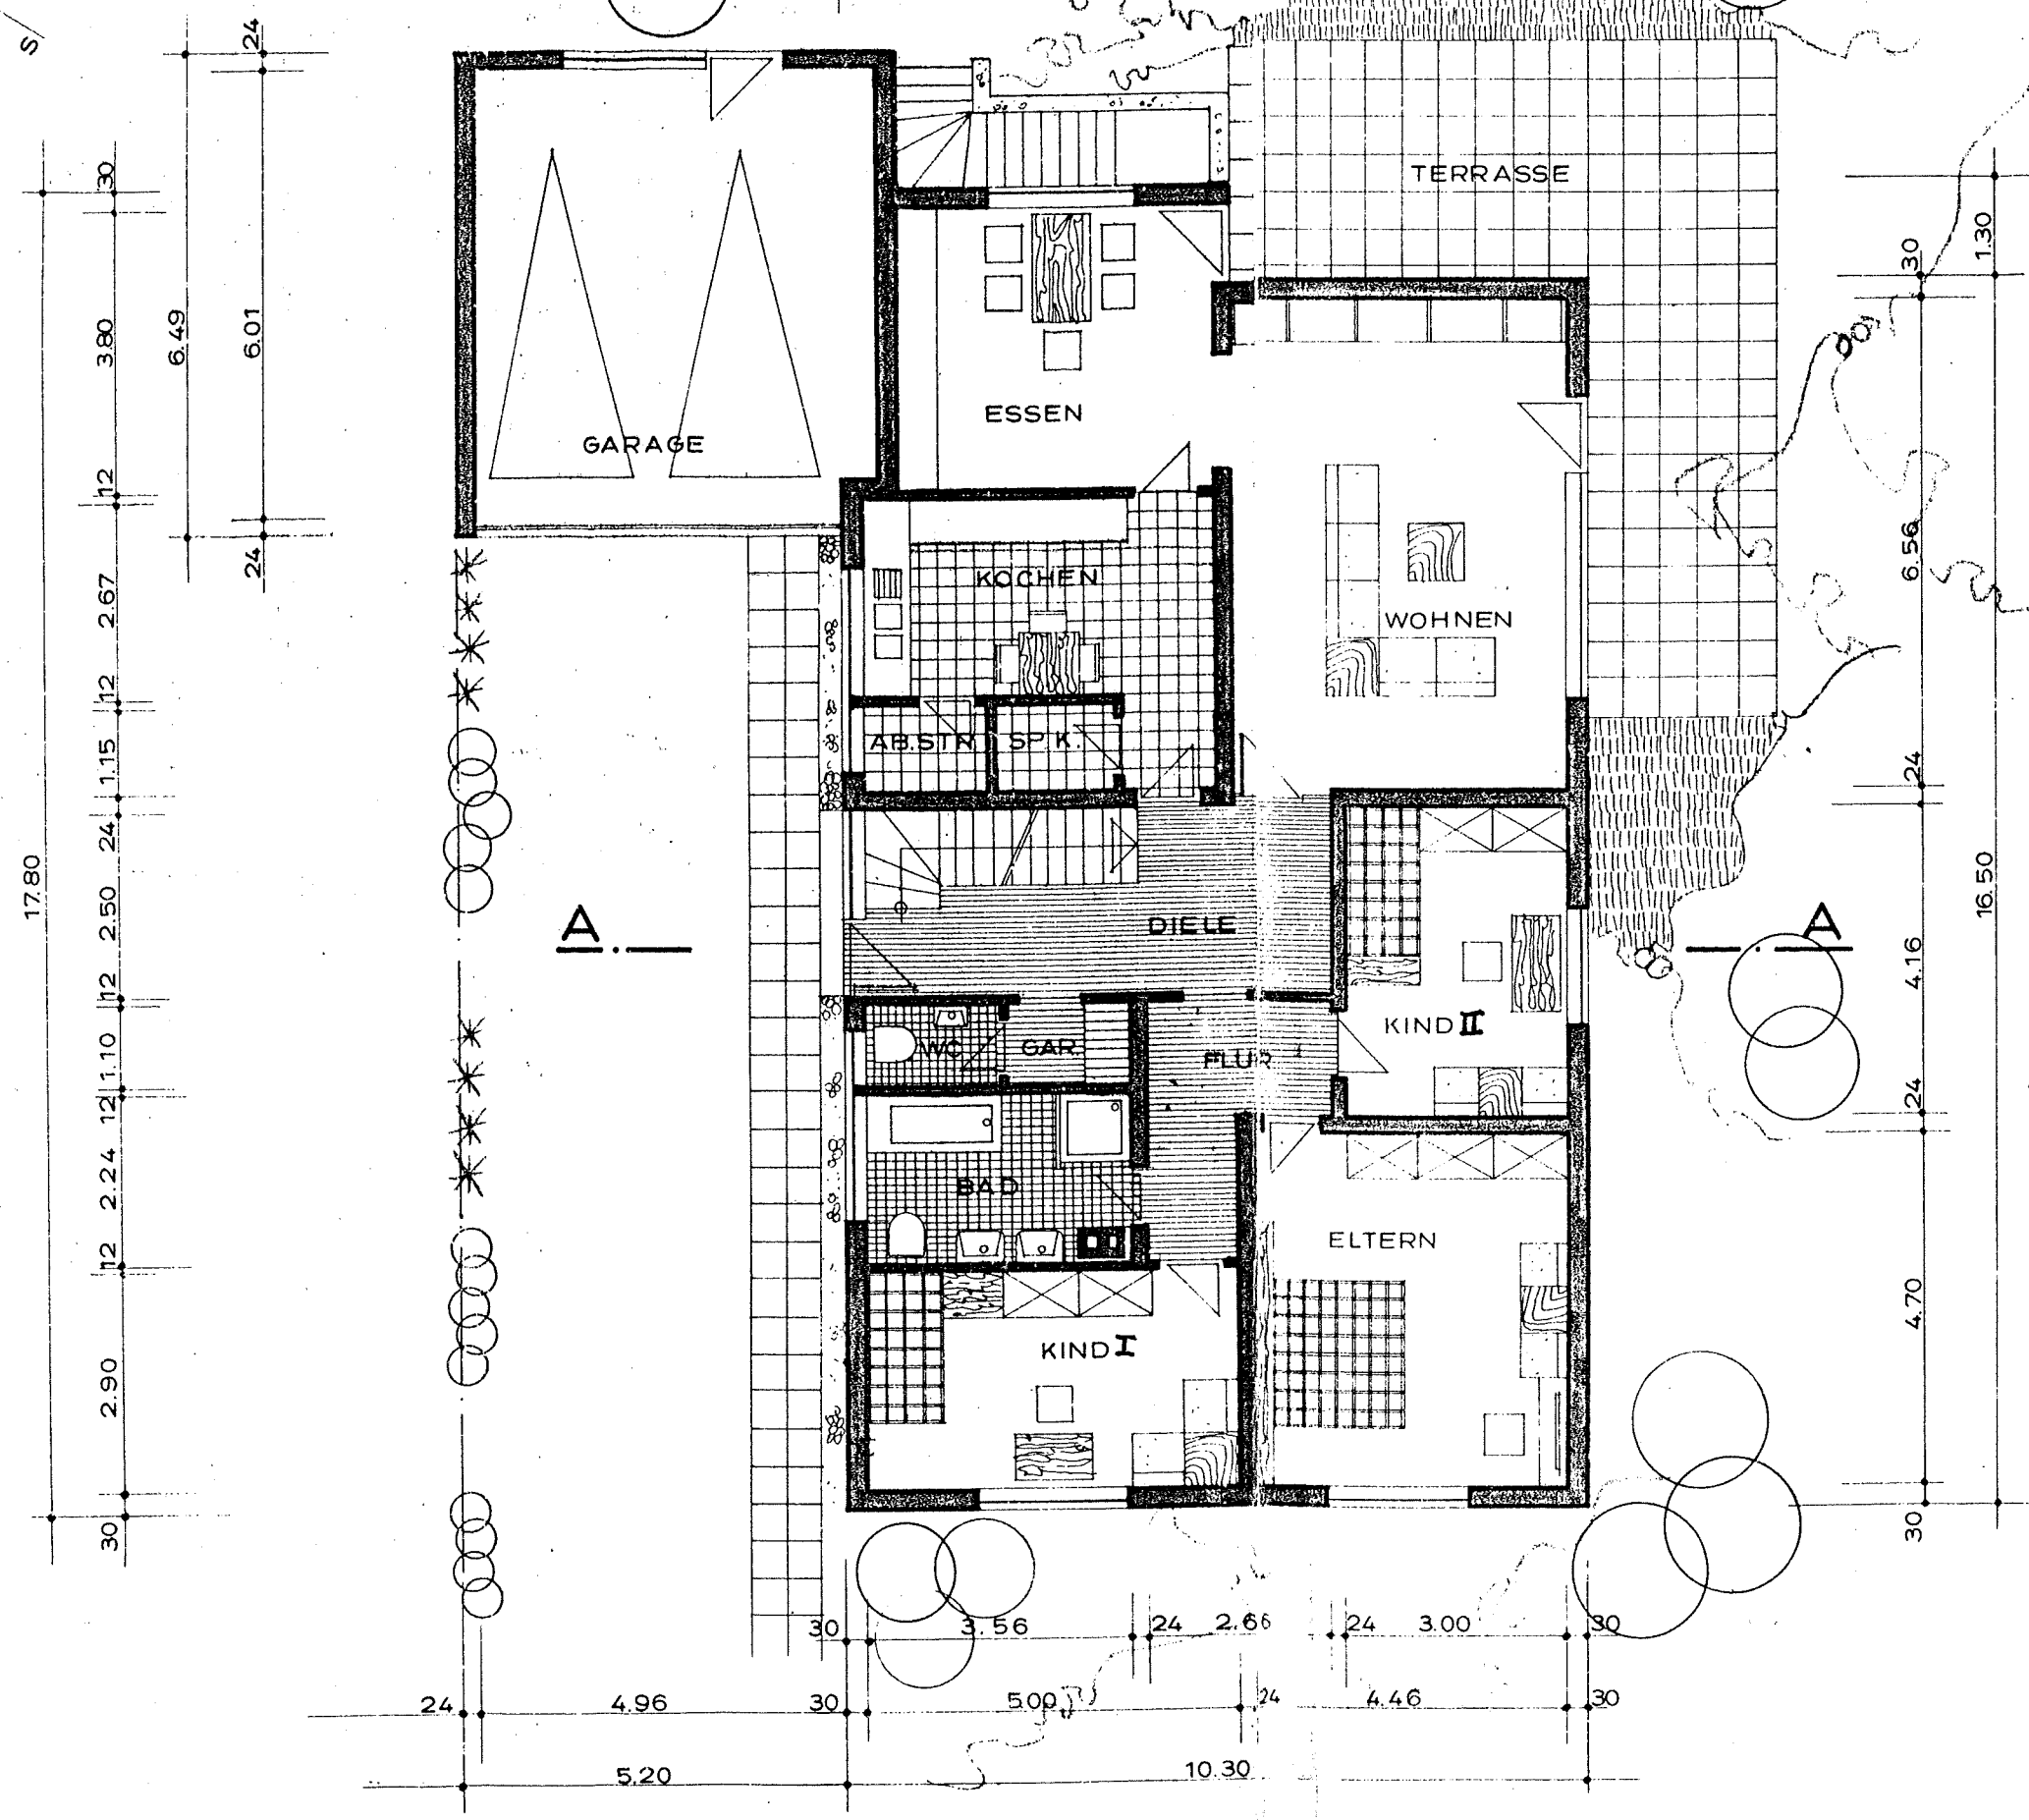 S/
TERRASSE
ESSEN
GARAGE
KOCHEN
WOHNEN
AB.STR.
SP.K.
DIELE
A
A
KIND II
WC
GAR.
FLUR
BAD
ELTERN
KIND I
24
6.01
24
6.49
30
3.80
12
2.67
12
1.15
24
2.50
12
1.10
12
2.24
12
2.90
30
17.80
1.30
16.50
30
6.56
24
4.16
24
4.70
30
30
3.56
24
2.66
24
3.00
30
24
4.96
30
5.00
24
4.46
30
5.20
10.30